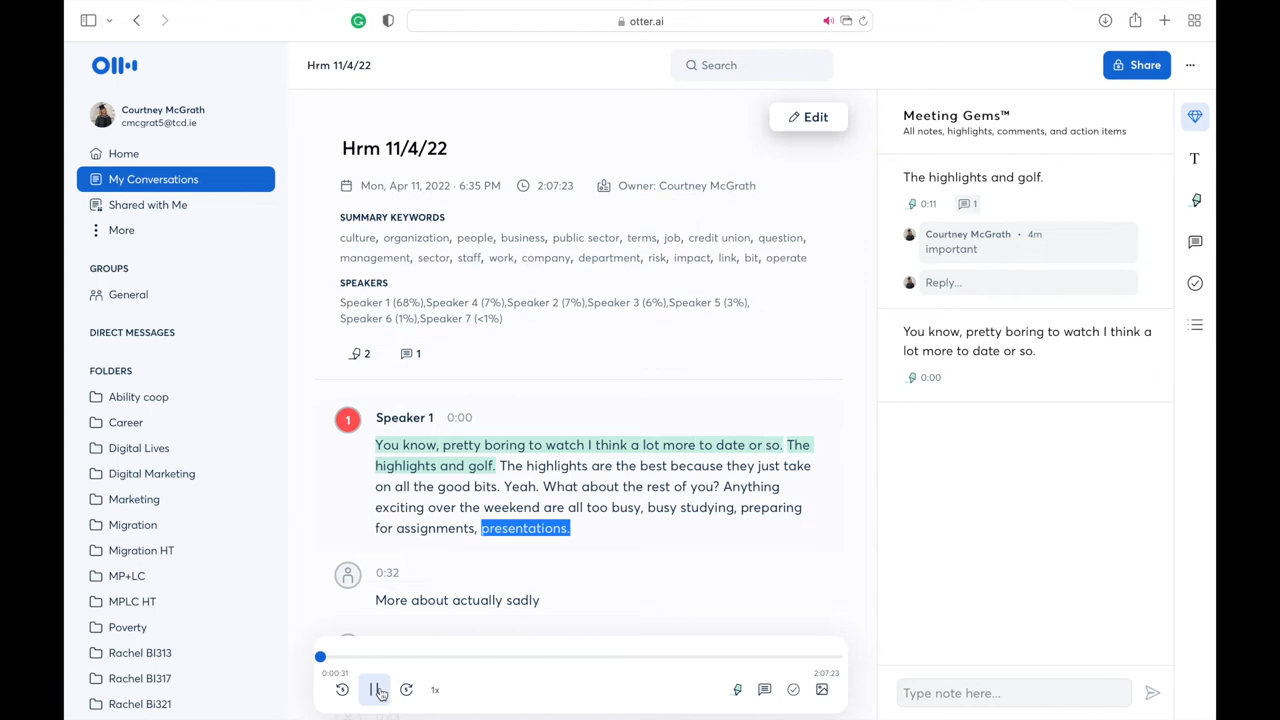 otter.ai
Hrm 11/4/22
Search
Share
Courtney McGrath
cmcgrat5@tcd.ie
Home
My Conversations
Shared with Me
More
GROUPS
General
DIRECT MESSAGES
FOLDERS
Ability coop
Career
Digital Lives
Digital Marketing
Marketing
Migration
Migration HT
MP+LC
MPLC HT
Poverty
Rachel BI313
Rachel BI317
Rachel Bi321
Edit
Hrm 11/4/22
Mon, Apr 11, 2022 · 6:35 PM
2:07:23
Owner: Courtney McGrath
SUMMARY KEYWORDS
culture, organization, people, business, public sector, terms, job, credit union, question,
management, sector, staff, work, company, department, risk, impact, link, bit, operate
SPEAKERS
Speaker 1 (68%),Speaker 4 (7%),Speaker 2 (7%),Speaker 3 (6%),Speaker 5 (3%),
Speaker 6 (1%),Speaker 7 (<1%)
2
1
1
Speaker 1 0:00
You know, pretty boring to watch I think a lot more to date or so. The
highlights and golf. The highlights are the best because they just take
on all the good bits. Yeah. What about the rest of you? Anything
exciting over the weekend are all too busy, busy studying, preparing
for assignments, presentations.
0:32
More about actually sadly
0:00:31
2:07:23
1x
Meeting Gems™
All notes, highlights, comments, and action items
The highlights and golf.
0:11
1
Courtney McGrath • 4m
important
Reply...
You know, pretty boring to watch I think a
lot more to date or so.
0:00
Type note here...
T